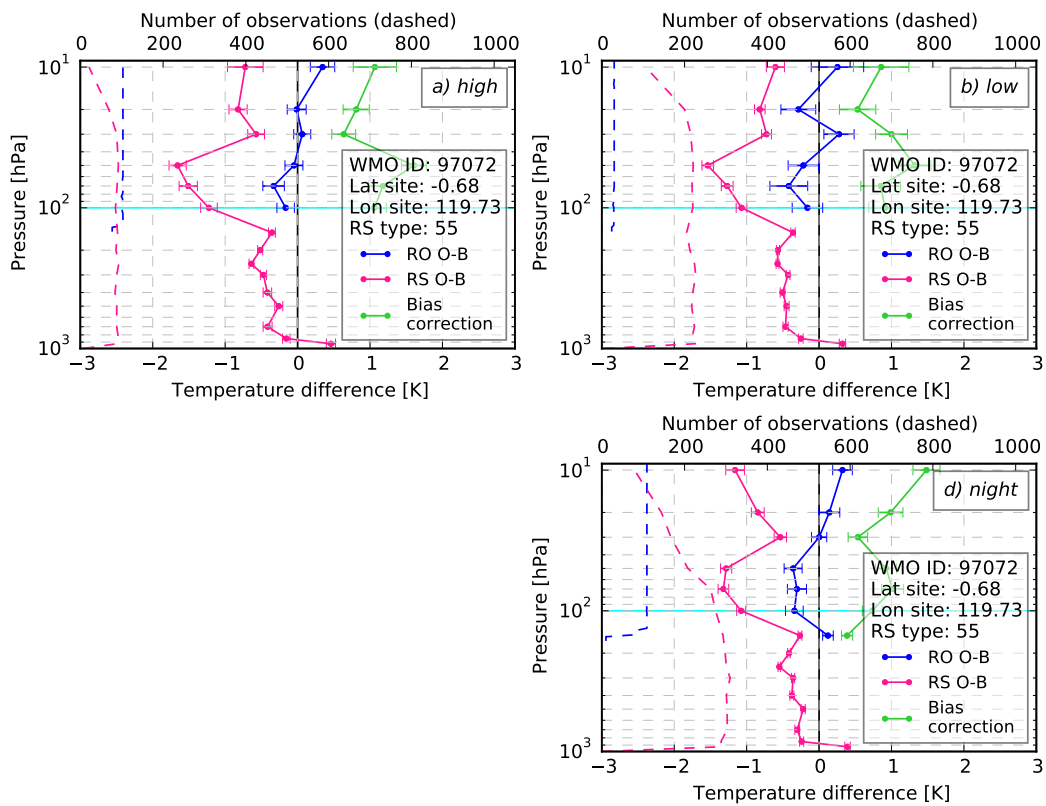 Number of observations (dashed)
0 200 400 600 800 1000
10^1
10^2
10^3
Pressure [hPa]
a) high
WMO ID: 97072
Lat site: -0.68
Lon site: 119.73
RS type: 55
RO O-B
RS O-B
Bias
correction
−3 −2 −1 0 1 2 3
Temperature difference [K]
Number of observations (dashed)
0 200 400 600 800 1000
10^1
10^2
10^3
Pressure [hPa]
b) low
WMO ID: 97072
Lat site: -0.68
Lon site: 119.73
RS type: 55
RO O-B
RS O-B
Bias
correction
−3 −2 −1 0 1 2 3
Temperature difference [K]
Number of observations (dashed)
0 200 400 600 800 1000
10^1
10^2
10^3
Pressure [hPa]
d) night
WMO ID: 97072
Lat site: -0.68
Lon site: 119.73
RS type: 55
RO O-B
RS O-B
Bias
correction
−3 −2 −1 0 1 2 3
Temperature difference [K]